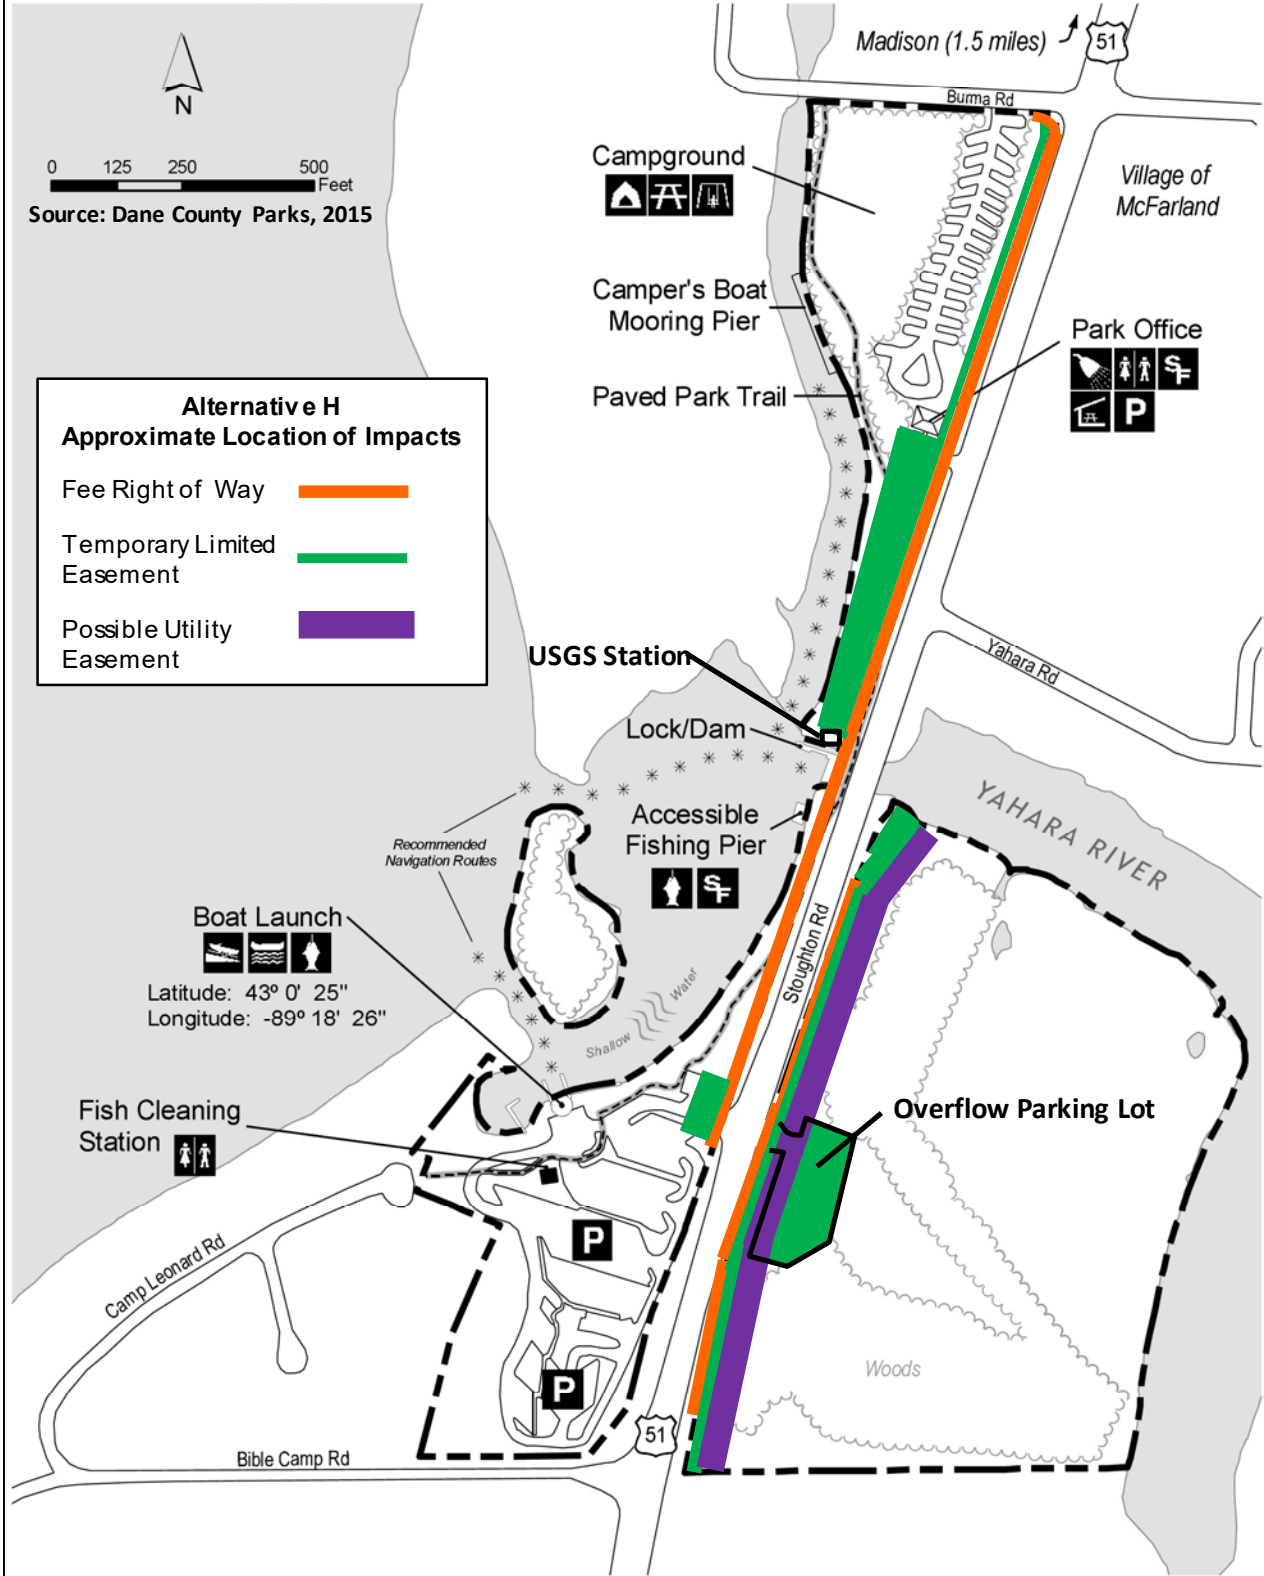 Madison (1.5 miles)
51
Burma Rd
N
0 125 250 500
Feet
Source: Dane County Parks, 2015
Campground
Village of
McFarland
Camper's Boat
Mooring Pier
Park Office
SF
P
Paved Park Trail
Alternative H
Approximate Location of Impacts
Fee Right of Way
Temporary Limited
Easement
Possible Utility
Easement
USGS Station
Yahara Rd
Lock/Dam
YAHARA RIVER
Accessible
Fishing Pier
SF
Recommended
Navigation Routes
Boat Launch
Latitude: 43º 0' 25"
Longitude: -89º 18' 26"
Stoughton Rd
Shallow Water
Fish Cleaning
Station
Overflow Parking Lot
P
Camp Leonard Rd
P
Woods
51
Bible Camp Rd